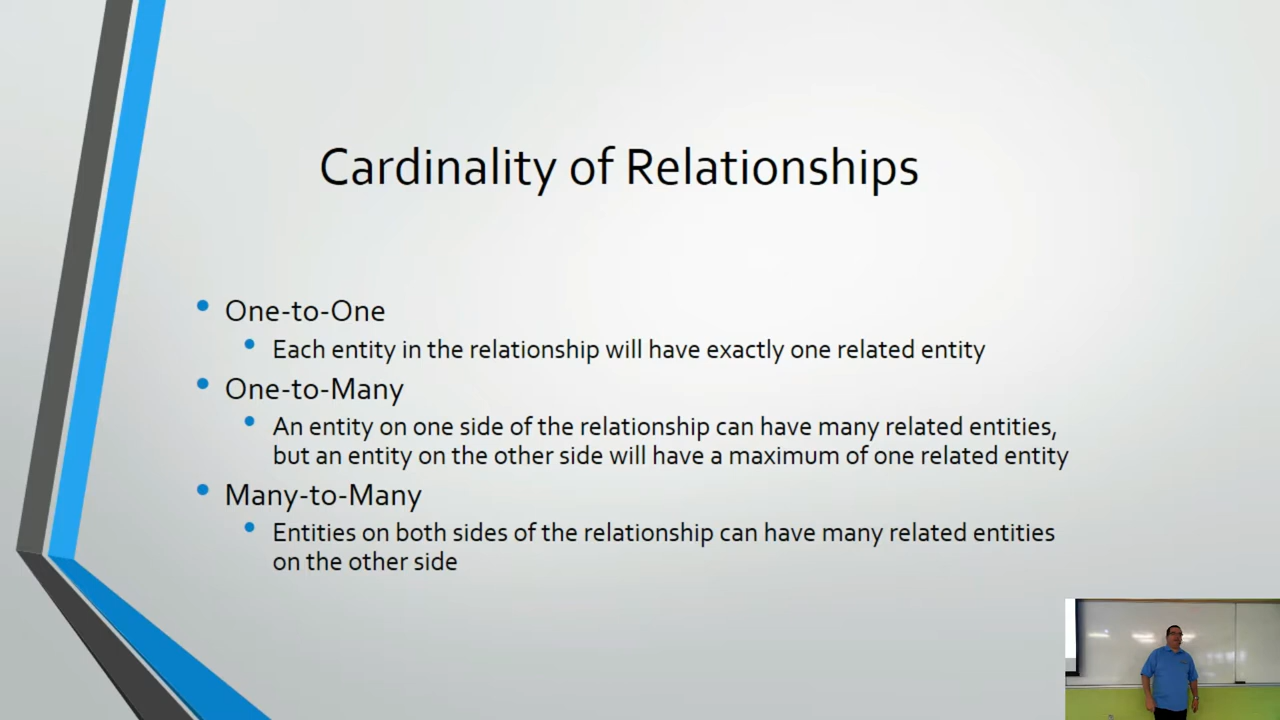 Cardinality of Relationships
One-to-One
Each entity in the relationship will have exactly one related entity
One-to-Many
An entity on one side of the relationship can have many related entities,
but an entity on the other side will have a maximum of one related entity
Many-to-Many
Entities on both sides of the relationship can have many related entities
on the other side